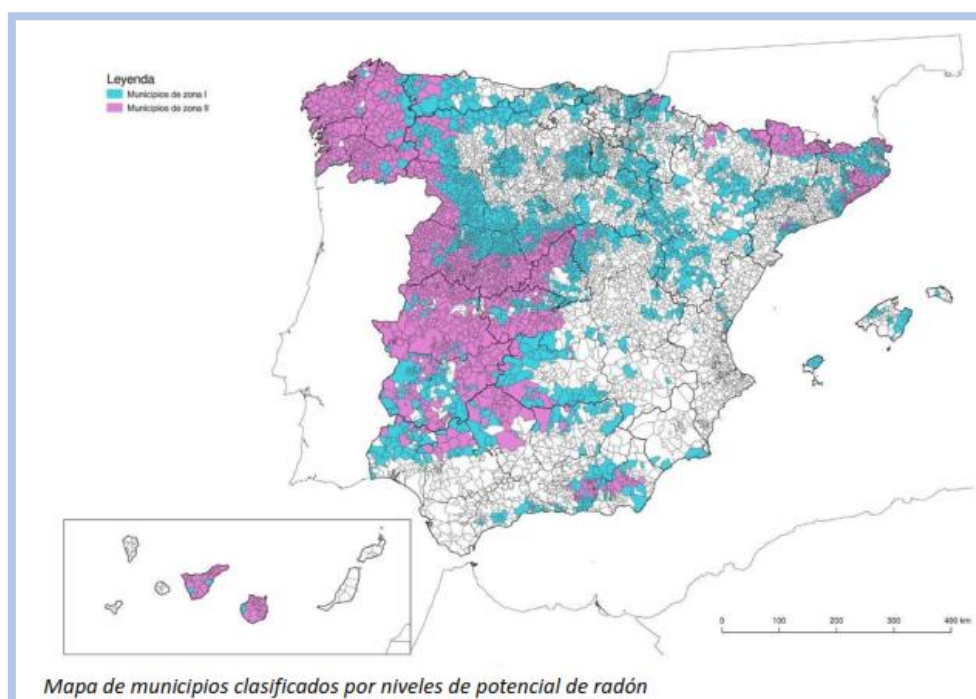 Leyenda
Municipios de zona I
Municipios de zona II
0 100 200 300 400 km
Mapa de municipios clasificados por niveles de potencial de radón